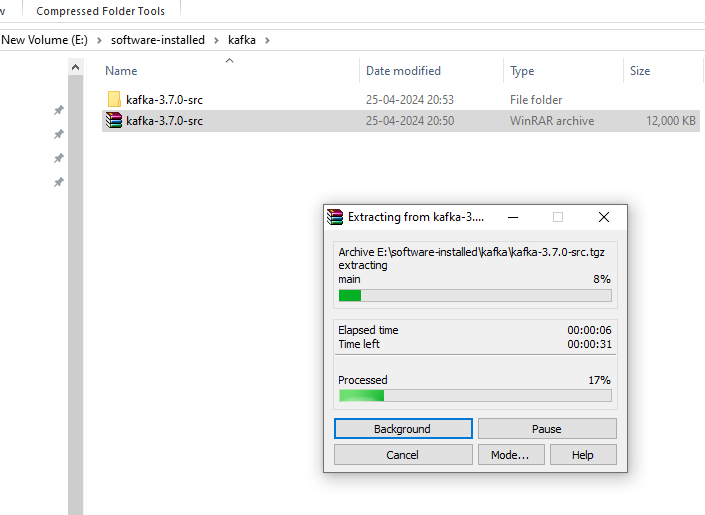 Compressed Folder Tools
New Volume (E:) software-installed kafka
Name Date modified Type Size
kafka-3.7.0-src 25-04-2024 20:53 File folder
kafka-3.7.0-src 25-04-2024 20:50 WinRAR archive 12,000 KB
Extracting from kafka-3....
Archive E:\software-installed\kafka\kafka-3.7.0-src.tgz
extracting
main 8%
Elapsed time 00:00:06
Time left 00:00:31
Processed 17%
Background Pause
Cancel Mode... Help